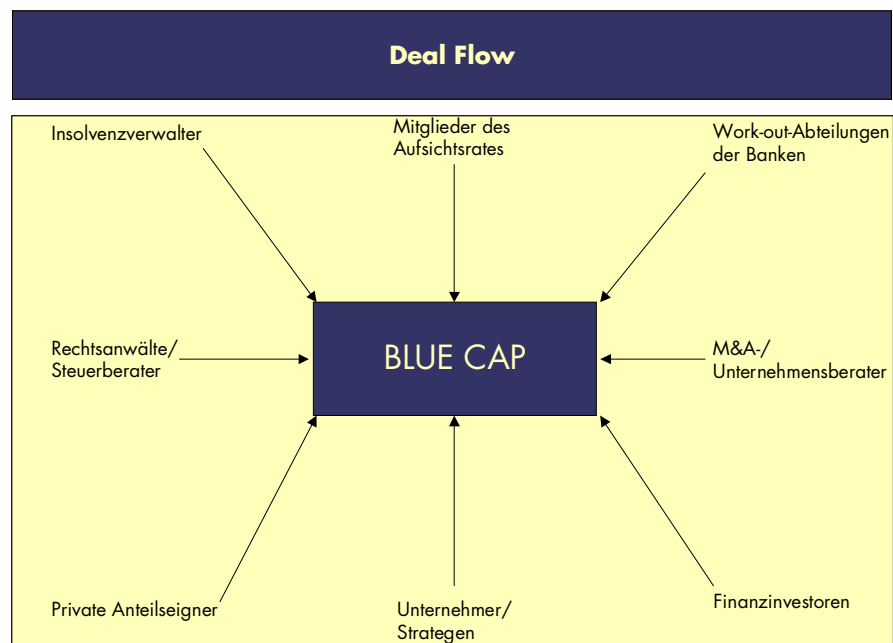 Deal Flow
Insolvenzverwalter
Mitglieder des
Aufsichtsrates
Work-out-Abteilungen
der Banken
Rechtsanwälte/
Steuerberater
BLUE CAP
M&A-/
Unternehmensberater
Private Anteilseigner
Unternehmer/
Strategen
Finanzinvestoren